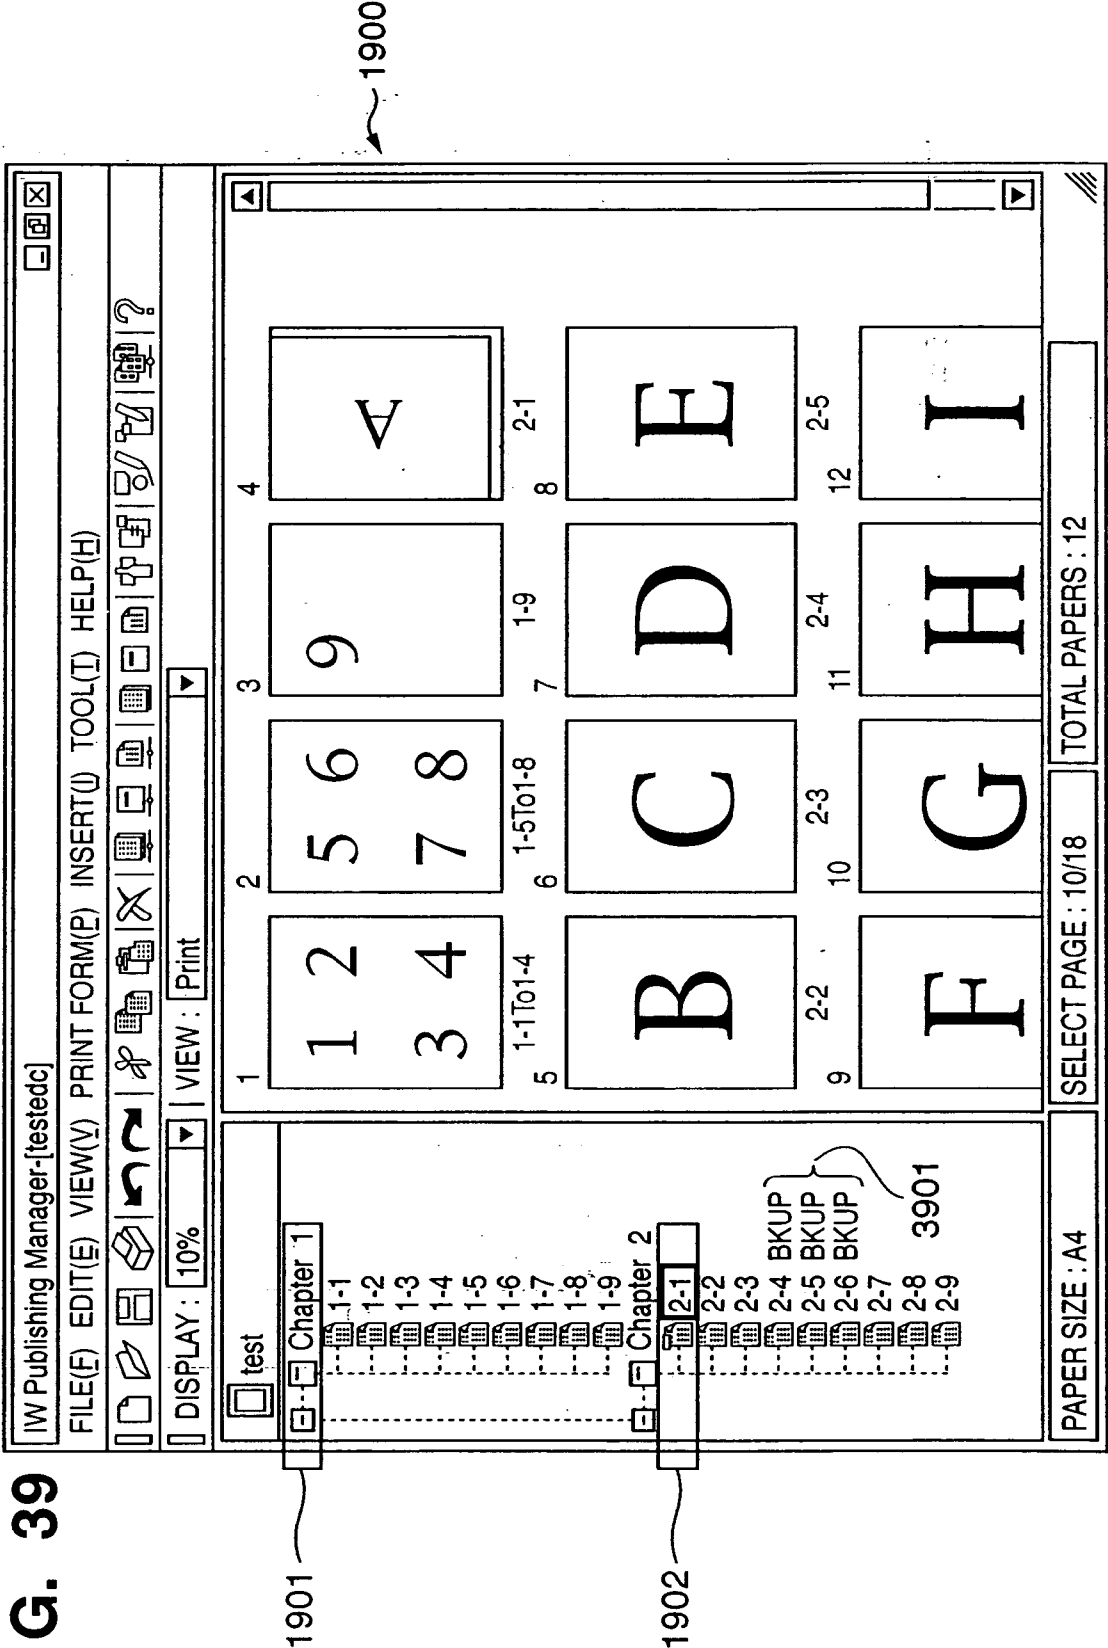 G. 39
1900
IW Publishing Manager-[testedc]
FILE(F) EDIT(E) VIEW(V) PRINT FORM(P) INSERT(I) TOOL(T) HELP(H)
?
DISPLAY : 10% VIEW : Print
test
1901
Chapter 1
1-1
1-2
1-3
1-4
1-5
1-6
1-7
1-8
1-9
Chapter 2
1902
2-1
2-2
2-3
2-4 BKUP
2-5 BKUP
2-6 BKUP
3901
2-7
2-8
2-9
1 2 3 4
1 2 5 6 9 A
3 4 7 8
1-1To1-4 1-5To1-8 1-9 2-1
5 6 7 8
B C D E
2-2 2-3 2-4 2-5
9 10 11 12
F G H I
PAPER SIZE : A4 SELECT PAGE : 10/18 TOTAL PAPERS : 12